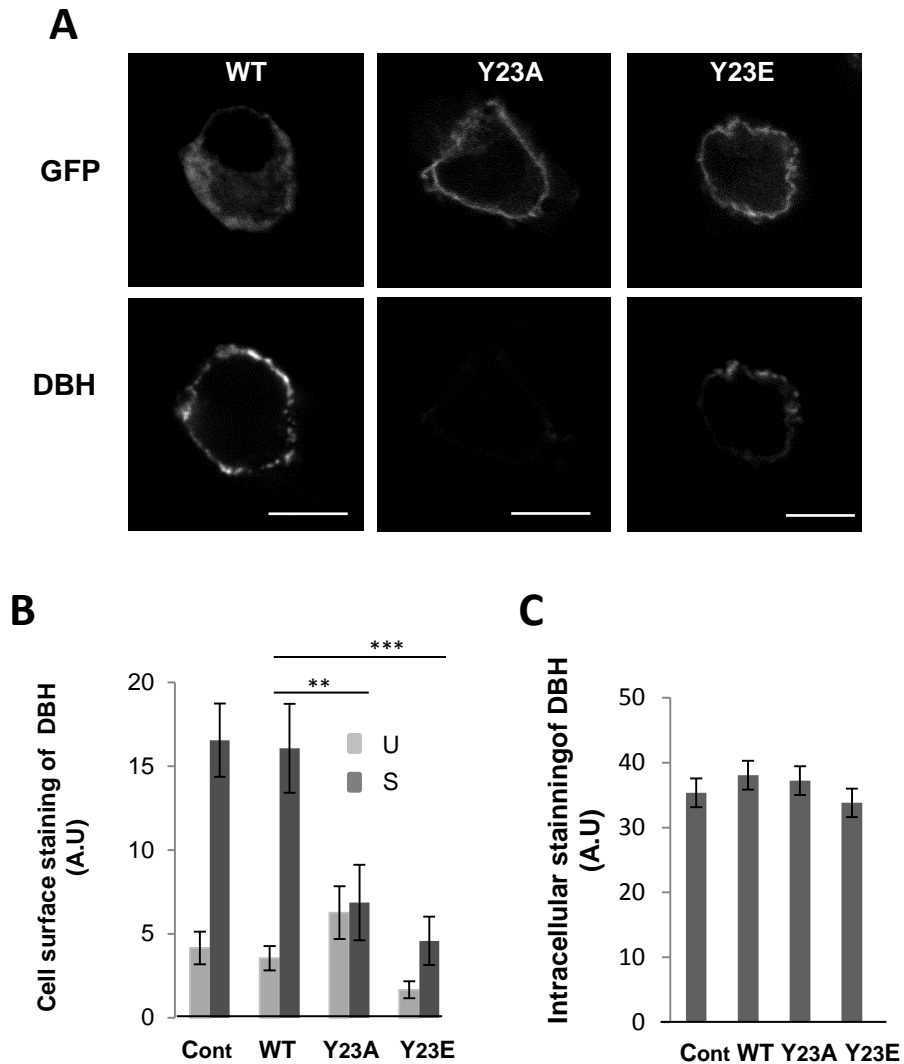 A
WT Y23A Y23E
GFP
DBH
B
Cell surface staining of DBH
(A.U)
20
15
10
5
0
***
**
U
S
Cont WT Y23A Y23E
C
Intracellular stainningof DBH
(A.U)
50
40
30
20
10
0
Cont WT Y23A Y23E